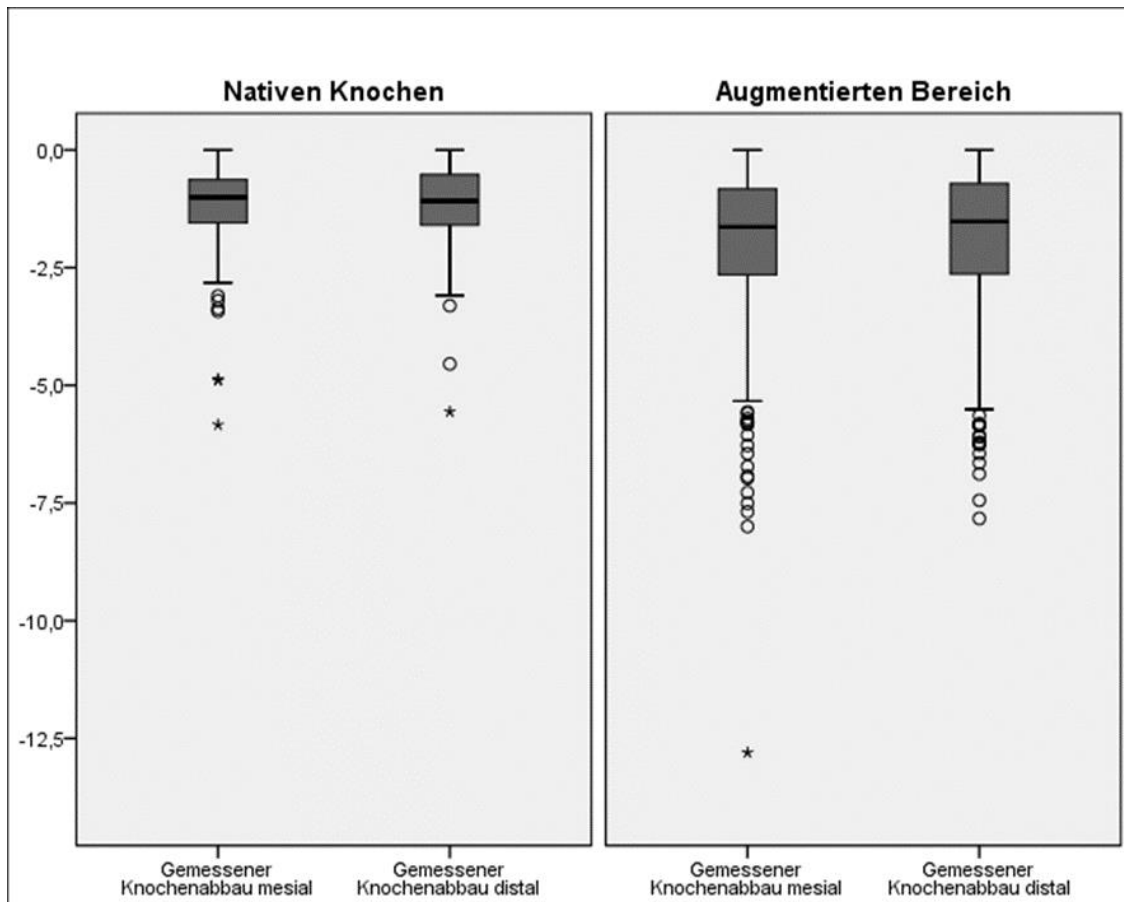 Nativen Knochen
Augmentierten Bereich
0,0
-2,5
-5,0
-7,5
-10,0
-12,5
Gemessener
Knochenabbau mesial
Gemessener
Knochenabbau distal
Gemessener
Knochenabbau mesial
Gemessener
Knochenabbau distal